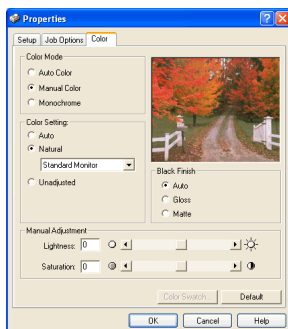 Properties
Setup Job Options Color
Color Mode
Auto Color
Manual Color
Monochrome
Color Setting:
Auto
Natural
Standard Monitor
Unadjusted
Black Finish
Auto
Gloss
Matte
Manual Adjustment
Lightness: 0
Saturation: 0
Color Swatch... Default
OK Cancel Help